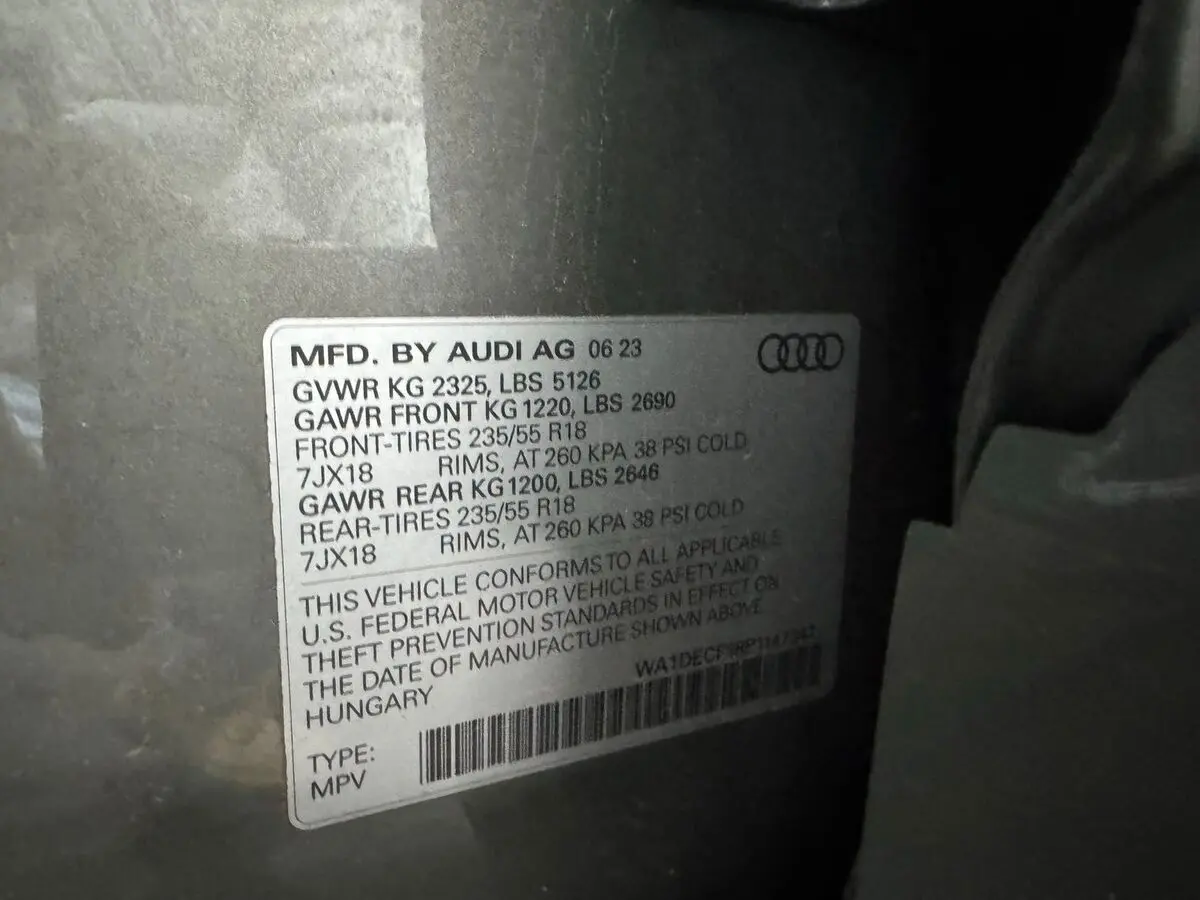 MFD. BY AUDI AG 06 23
GVWR KG 2325, LBS 5126
GAWR FRONT KG 1220, LBS 2690
FRONT-TIRES 235/55 R18
7JX18 RIMS, AT 260 KPA 38 PSI COLD
GAWR REAR KG 1200, LBS 2646
REAR-TIRES 235/55 R18
7JX18 RIMS, AT 260 KPA 38 PSI COLD
THIS VEHICLE CONFORMS TO ALL APPLICABLE
U.S. FEDERAL MOTOR VEHICLE SAFETY AND
THEFT PREVENTION STANDARDS IN EFFECT ON
THE DATE OF MANUFACTURE SHOWN ABOVE
HUNGARY
TYPE:
MPV